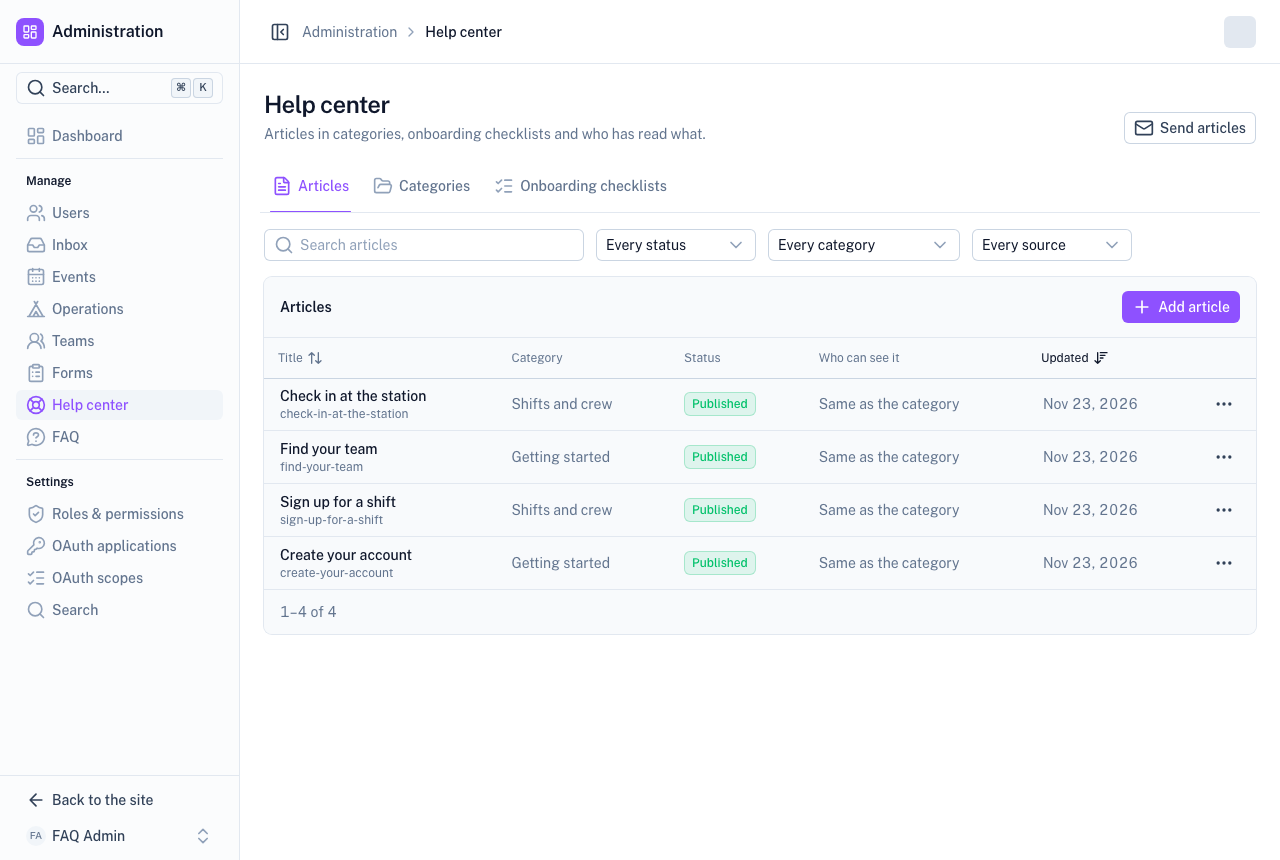 Administration
Administration
Help center
Search...
⌘ K
Dashboard
Manage
Users
Inbox
Events
Operations
Teams
Forms
Help center
FAQ
Settings
Roles & permissions
OAuth applications
OAuth scopes
Search
Back to the site
FA
FAQ Admin
Help center
Articles in categories, onboarding checklists and who has read what.
Send articles
Articles
Categories
Onboarding checklists
Search articles
Every status
Every category
Every source
Articles
Add article
Title
Category
Status
Who can see it
Updated
Check in at the station
check-in-at-the-station
Shifts and crew
Published
Same as the category
Nov 23, 2026
Find your team
find-your-team
Getting started
Published
Same as the category
Nov 23, 2026
Sign up for a shift
sign-up-for-a-shift
Shifts and crew
Published
Same as the category
Nov 23, 2026
Create your account
create-your-account
Getting started
Published
Same as the category
Nov 23, 2026
1–4 of 4